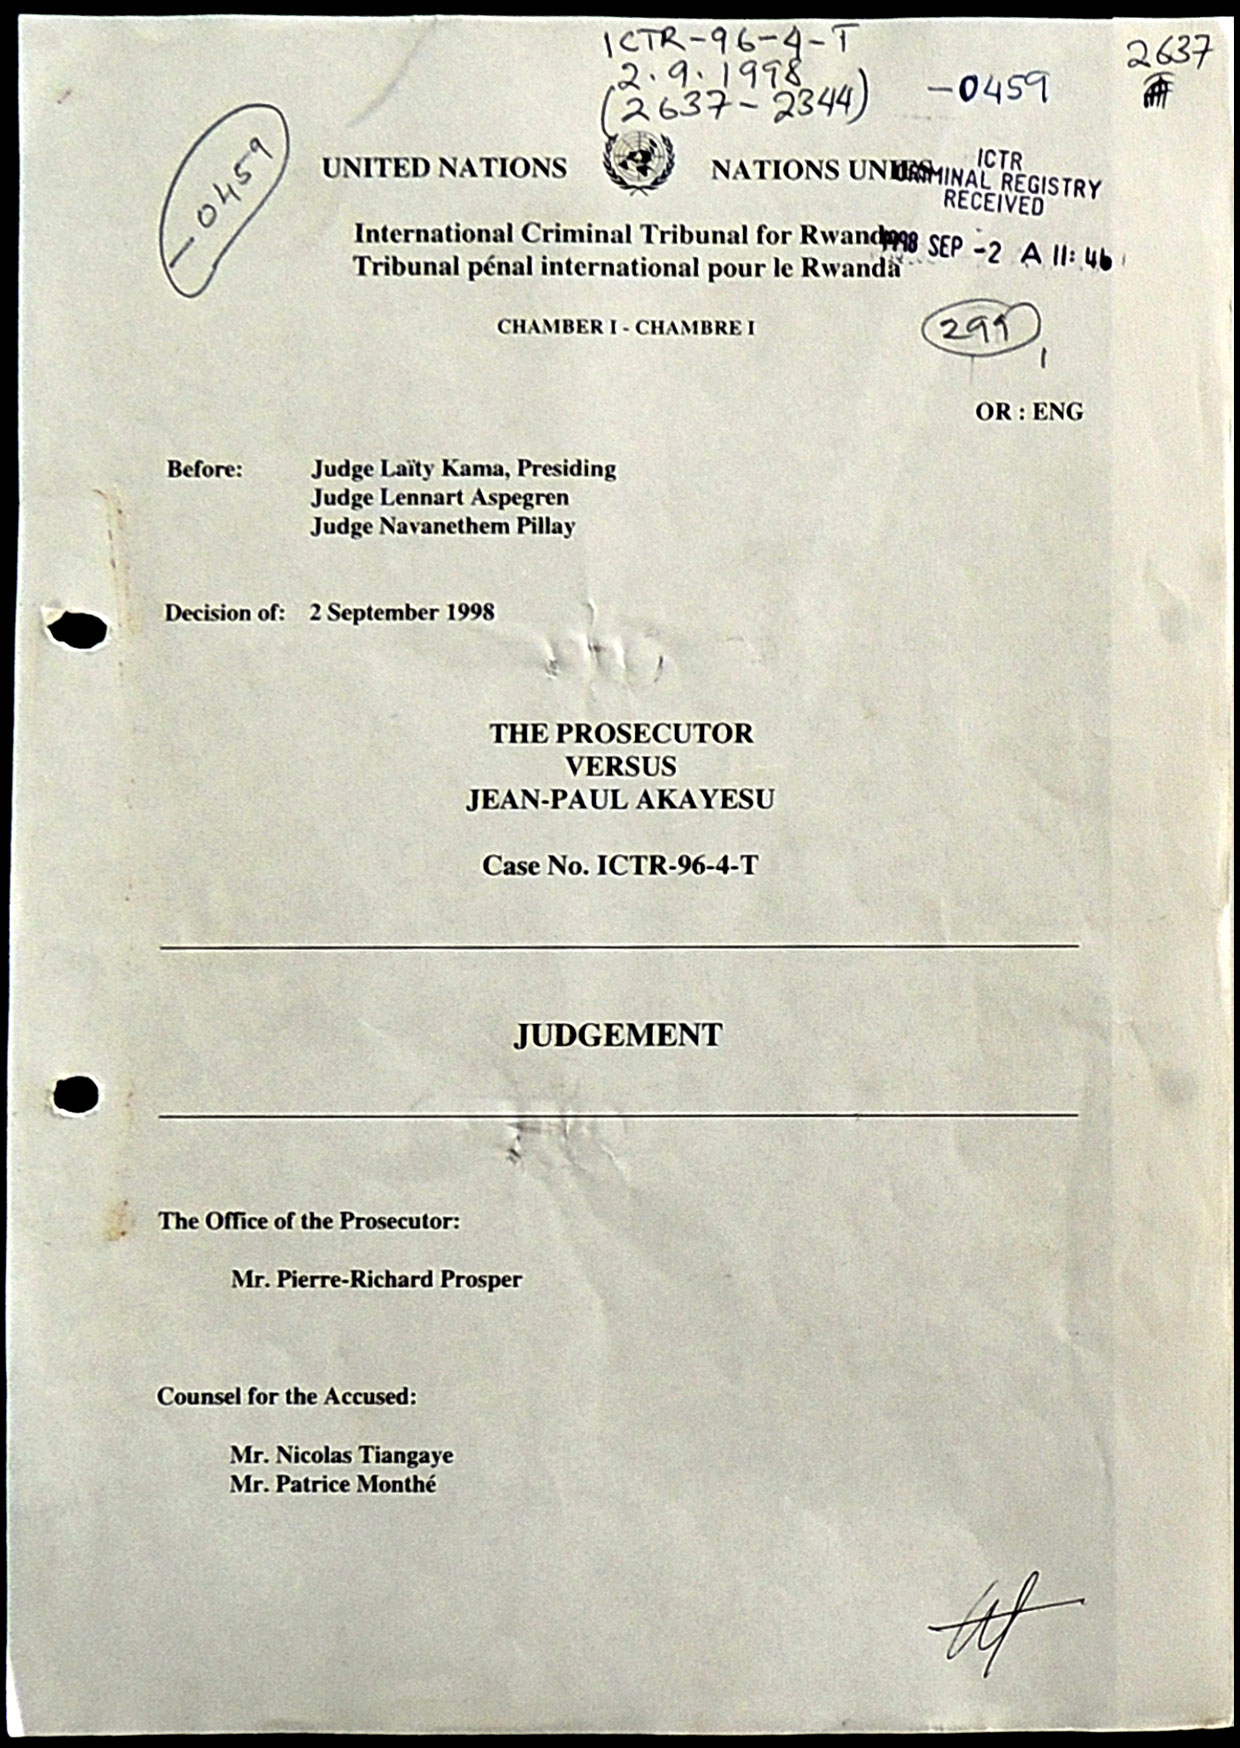 ICTR-96-4-T
2.9.1998
(2637-2344)
-0459
2637
-0459
UNITED NATIONS
NATIONS UNIES
ICTR
CRIMINAL REGISTRY
RECEIVED
International Criminal Tribunal for Rwanda
1998 SEP -2 A 11:46
Tribunal pénal international pour le Rwanda
CHAMBER I - CHAMBRE I
299
OR : ENG
Before: Judge Laïty Kama, Presiding
Judge Lennart Aspegren
Judge Navanethem Pillay
Decision of: 2 September 1998
THE PROSECUTOR
VERSUS
JEAN-PAUL AKAYESU
Case No. ICTR-96-4-T
JUDGEMENT
The Office of the Prosecutor:
Mr. Pierre-Richard Prosper
Counsel for the Accused:
Mr. Nicolas Tiangaye
Mr. Patrice Monthé